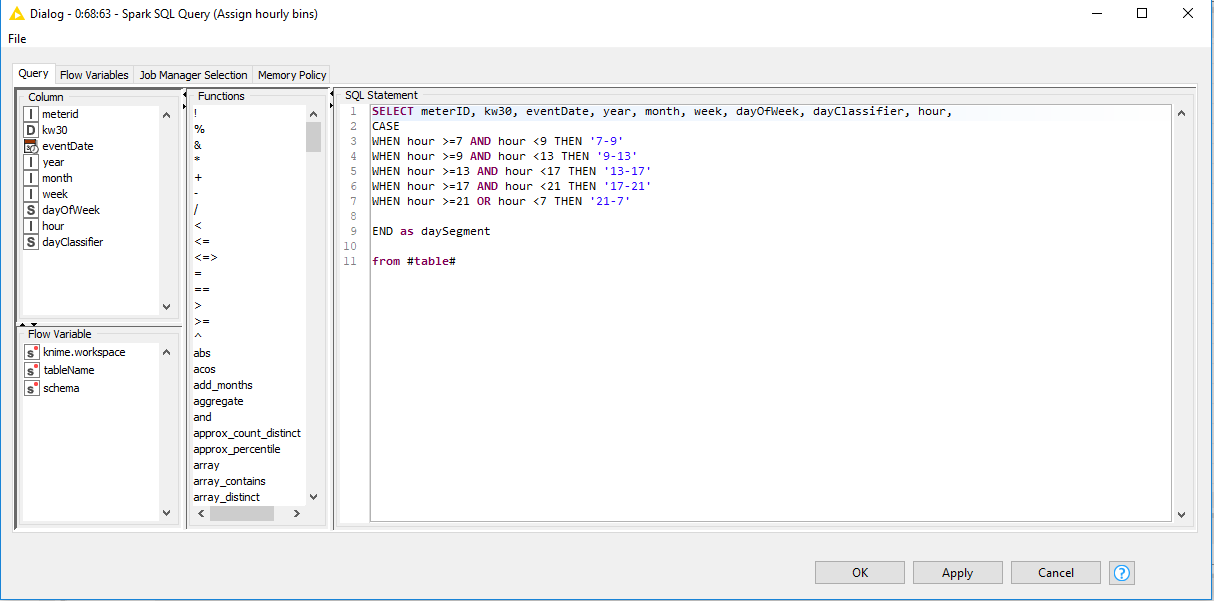 Dialog - 0:68:63 - Spark SQL Query (Assign hourly bins)
File
Query Flow Variables Job Manager Selection Memory Policy
Column
I meterid
D kw30
eventDate
I year
I month
I week
S dayOfWeek
I hour
S dayClassifier
Flow Variable
s knime.workspace
s tableName
s schema
Functions
!
%
&
*
+
-
/
<
<=
<=>
=
==
>
>=
^
abs
acos
add_months
aggregate
and
approx_count_distinct
approx_percentile
array
array_contains
array_distinct
SQL Statement
1 SELECT meterID, kw30, eventDate, year, month, week, dayOfWeek, dayClassifier, hour,
2 CASE
3 WHEN hour >=7 AND hour <9 THEN '7-9'
4 WHEN hour >=9 AND hour <13 THEN '9-13'
5 WHEN hour >=13 AND hour <17 THEN '13-17'
6 WHEN hour >=17 AND hour <21 THEN '17-21'
7 WHEN hour >=21 OR hour <7 THEN '21-7'
8
9 END as daySegment
10
11 from #table#
OK Apply Cancel ?